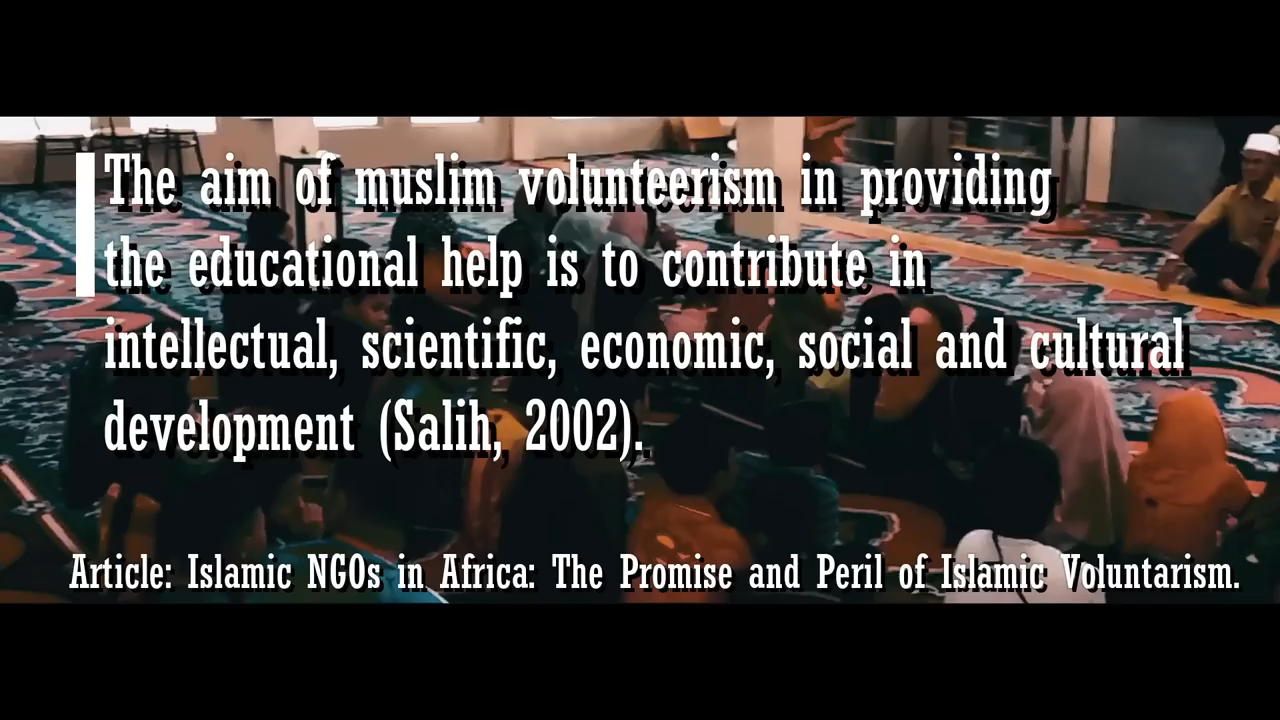 The aim of muslim volunteerism in providing
the educational help is to contribute in
intellectual, scientific, economic, social and cultural
development (Salih, 2002).
Article: Islamic NGOs in Africa: The Promise and Peril of Islamic Voluntarism.